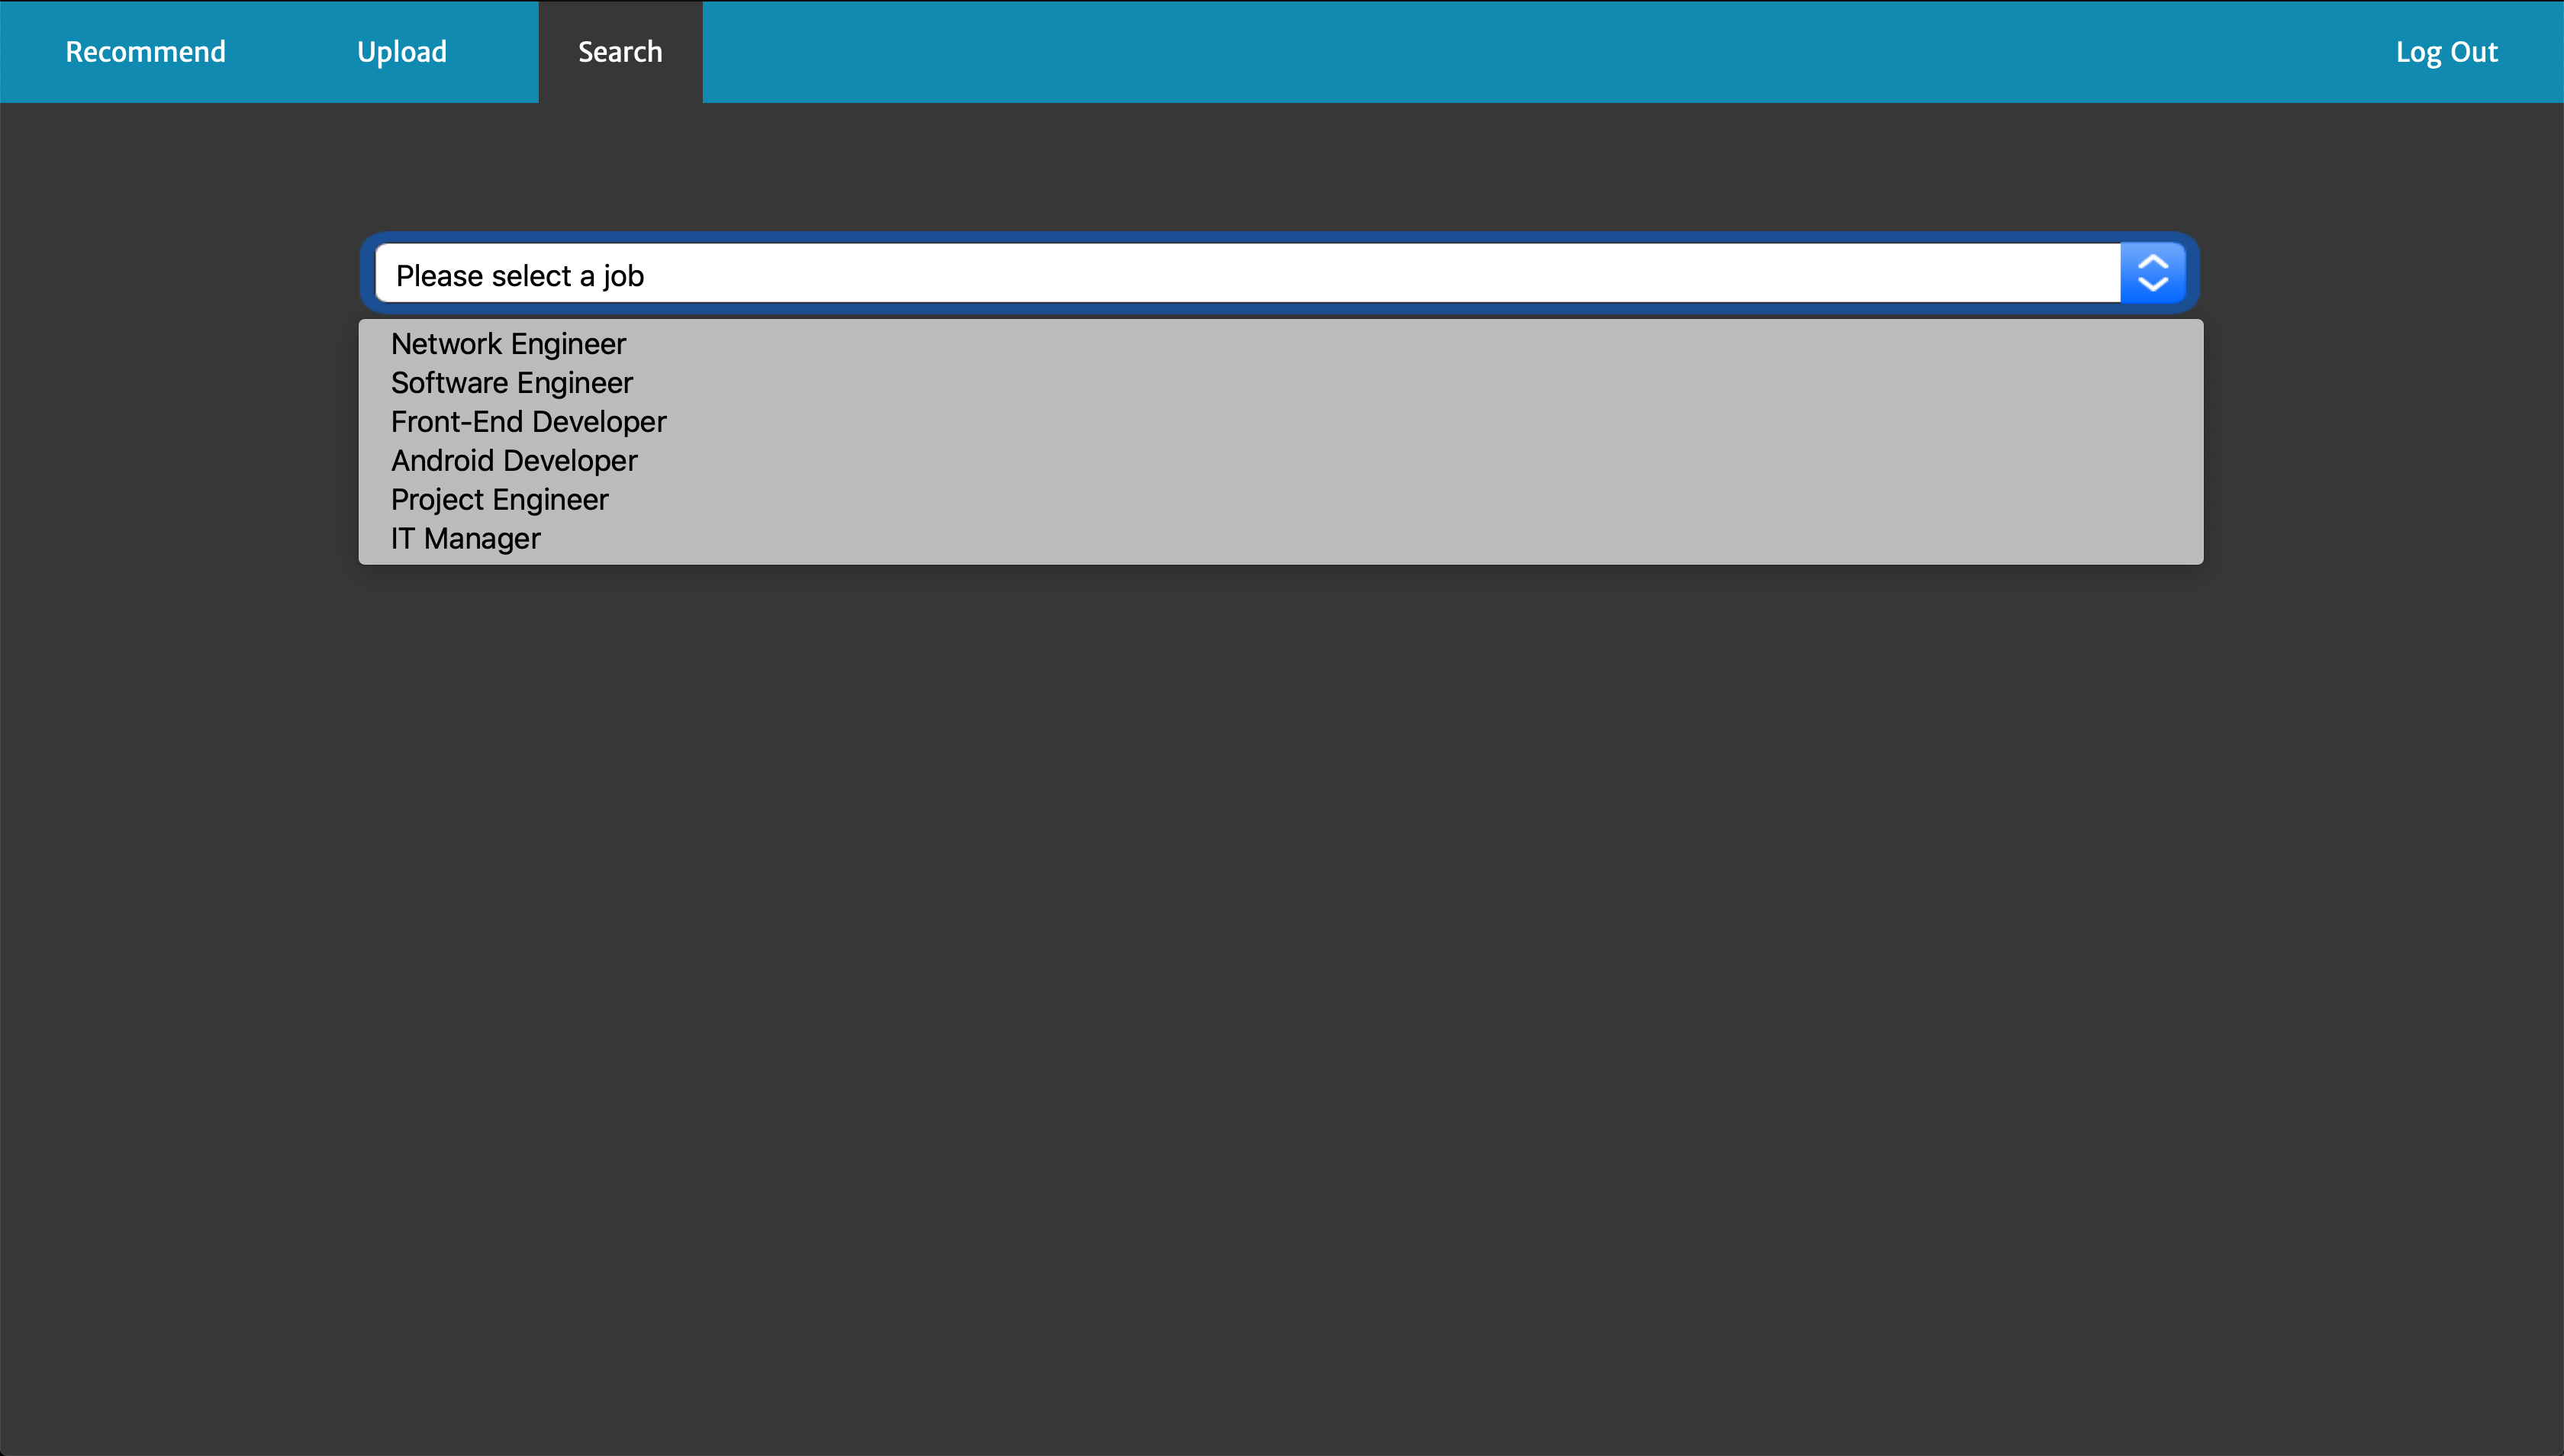 Recommend Upload Search Log Out
Please select a job
Network Engineer
Software Engineer
Front-End Developer
Android Developer
Project Engineer
IT Manager